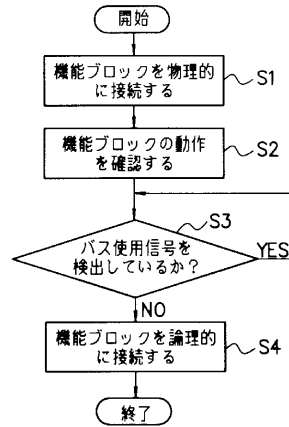 開始
機能ブロックを物理的
に接続する
S1
機能ブロックの動作
を確認する
S2
S3
バス使用信号を
検出しているか?
YES
NO
機能ブロックを論理的
に接続する
S4
終了